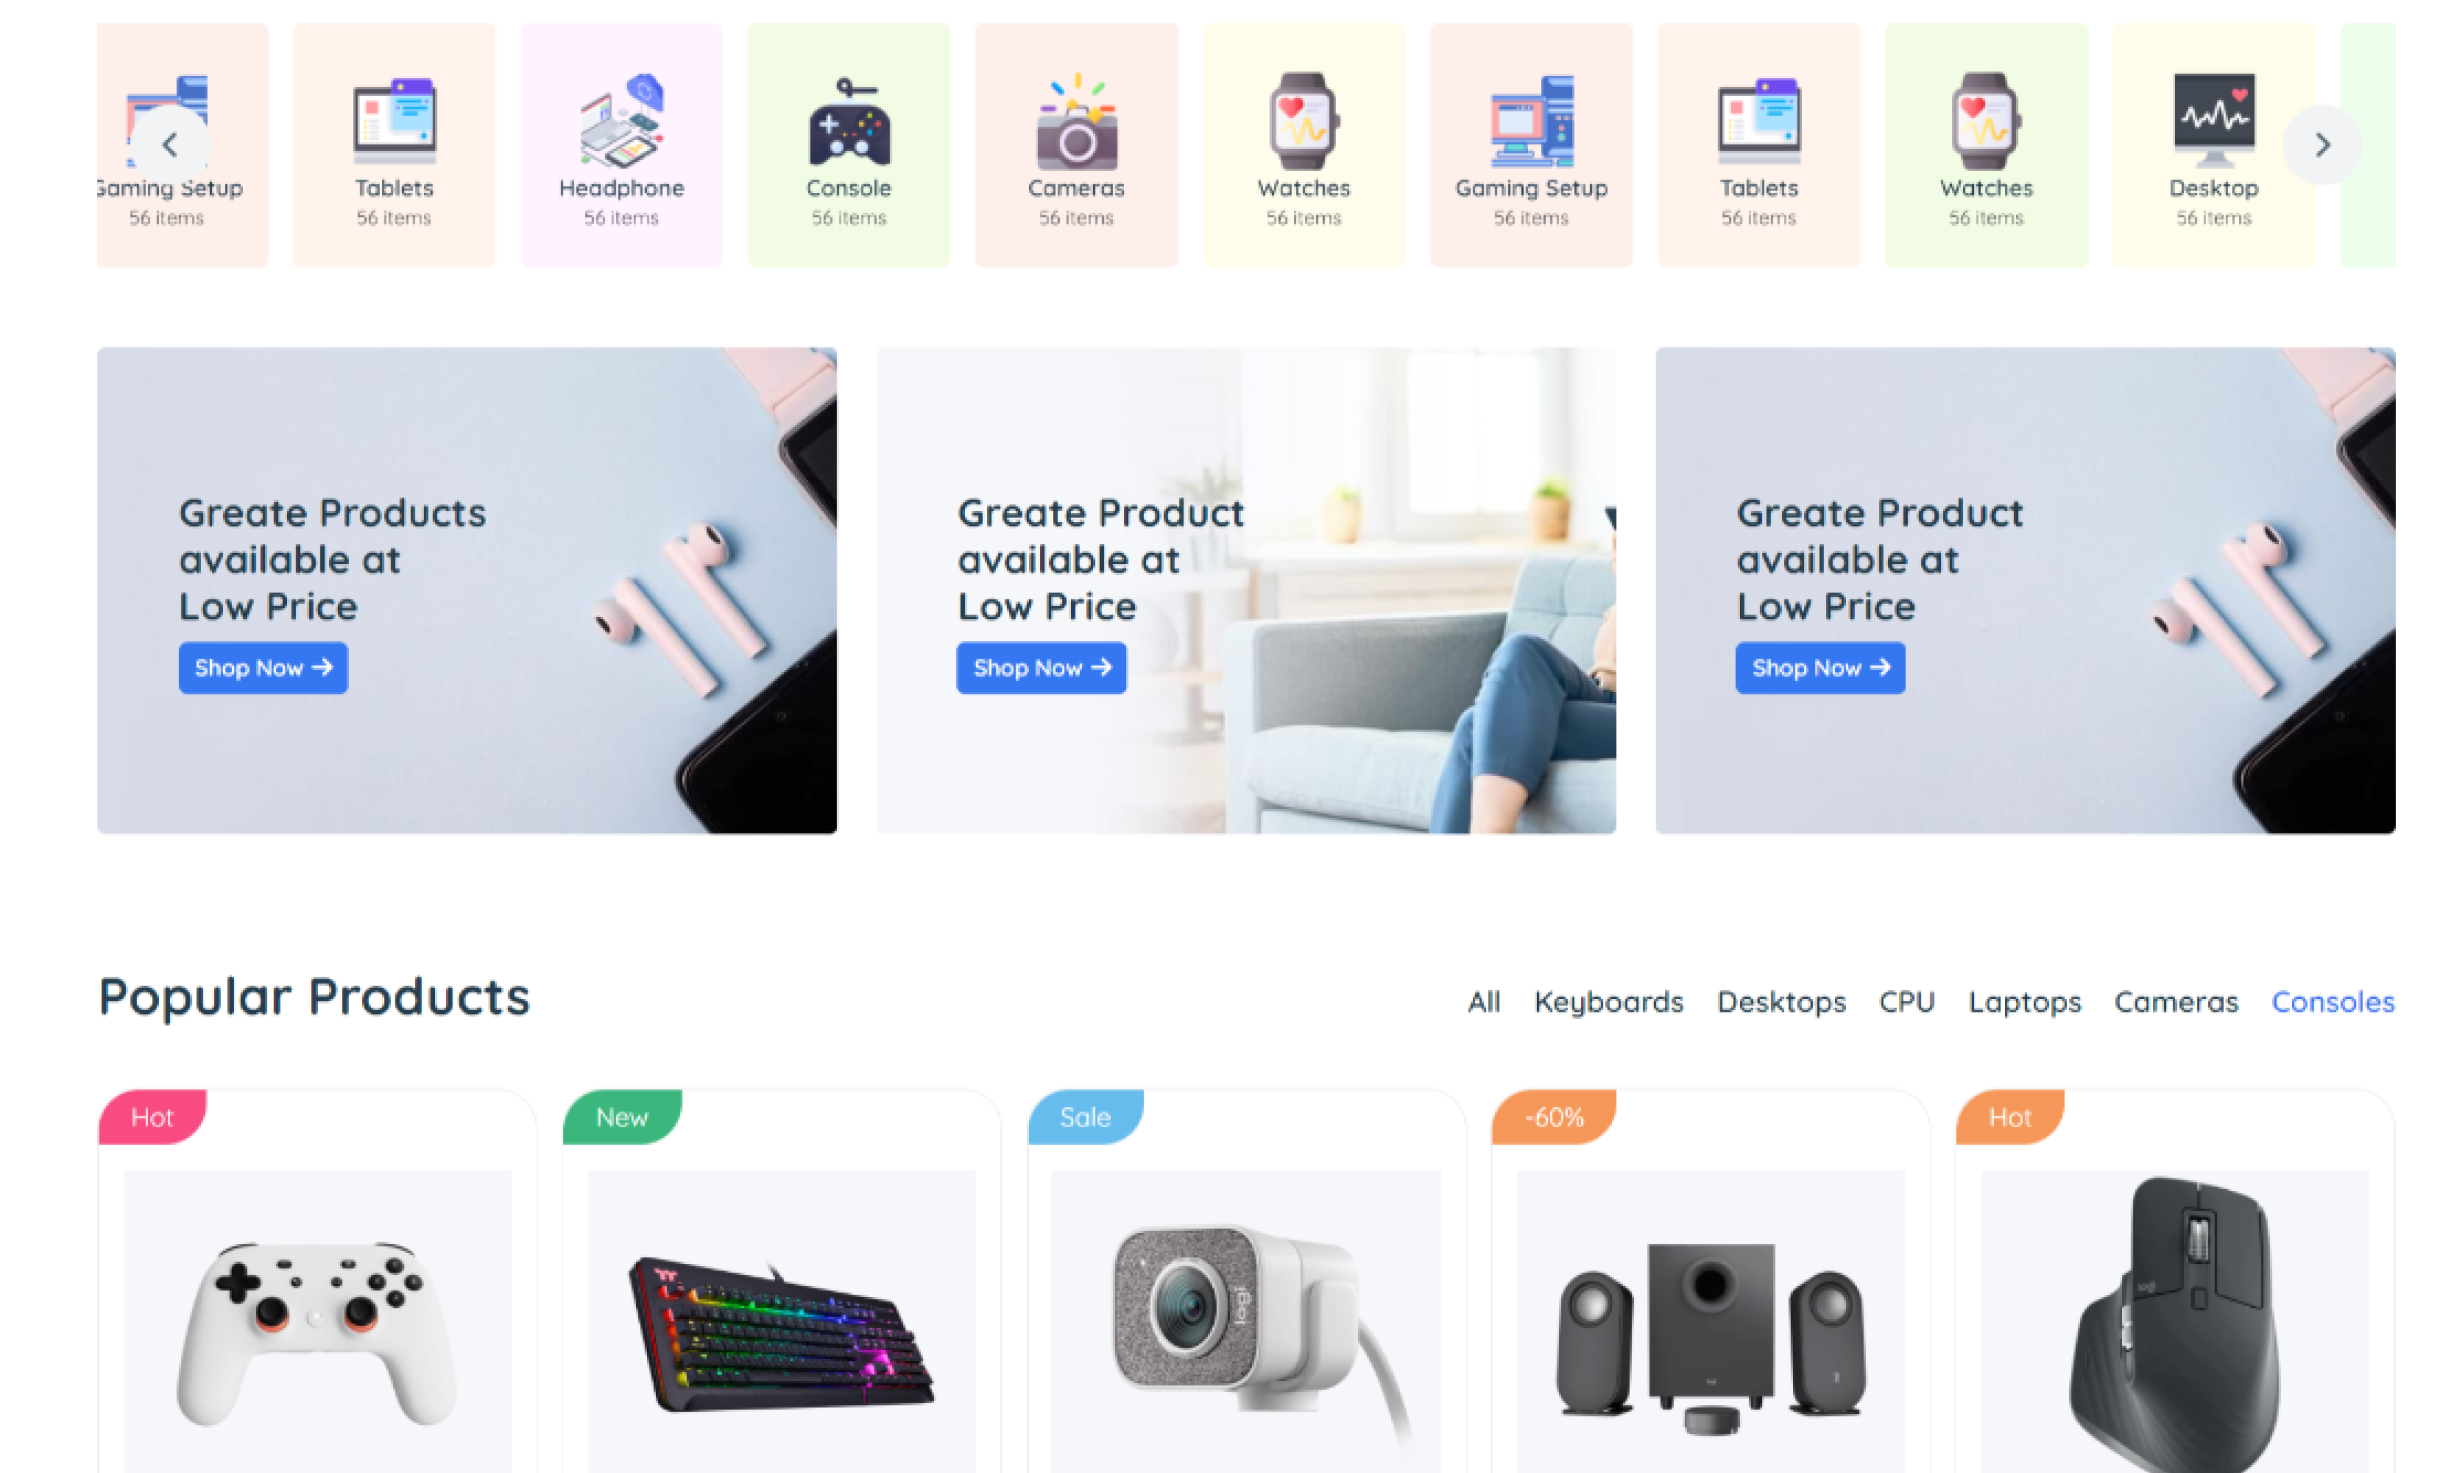 Gaming Setup
56 items
Tablets
56 items
Headphone
56 items
Console
56 items
Cameras
56 items
Watches
56 items
Gaming Setup
56 items
Tablets
56 items
Watches
56 items
Desktop
56 items
Greate Products
available at
Low Price
Shop Now →
Greate Product
available at
Low Price
Shop Now →
Greate Product
available at
Low Price
Shop Now →
Popular Products
All Keyboards Desktops CPU Laptops Cameras Consoles
Hot
New
Sale
-60%
Hot
logi
logi